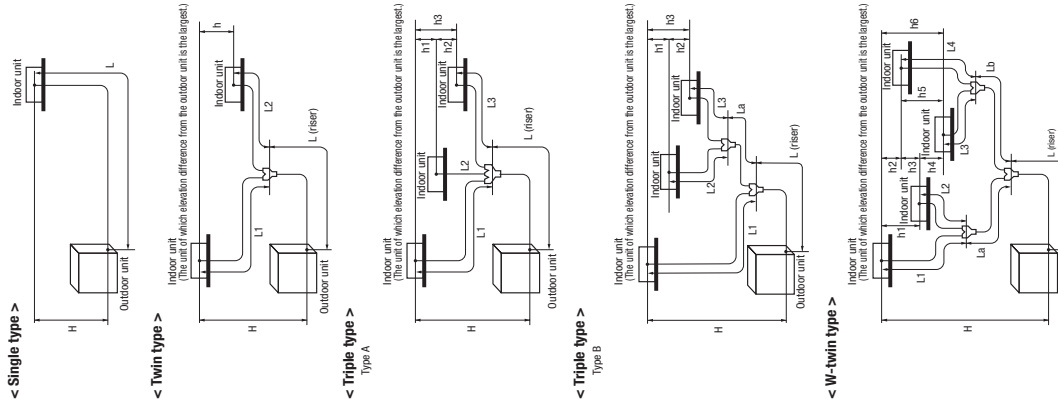 < Single type >
Indoor unit
L
H
Outdoor unit
< Twin type >
Indoor unit
(The unit of which elevation difference from the outdoor unit is the largest.)
h
Indoor unit
L1
L2
L (riser)
H
Outdoor unit
< Triple type >
Type A
Indoor unit
(The unit of which elevation difference from the outdoor unit is the largest.)
h3
h1
h2
Indoor unit
Indoor unit
L1
L2
L3
L (riser)
H
Outdoor unit
< Triple type >
Type B
Indoor unit
(The unit of which elevation difference from the outdoor unit is the largest.)
h3
h1
h2
Indoor unit
Indoor unit
L1
L2
L3
La
L (riser)
H
Outdoor unit
< W-twin type >
Indoor unit
(The unit of which elevation difference from the outdoor unit is the largest.)
h6
h5
h2
h3
h4
h1
Indoor unit
Indoor unit
Indoor unit
L1
L2
L3
L4
La
Lb
L (riser)
H
Outdoor unit